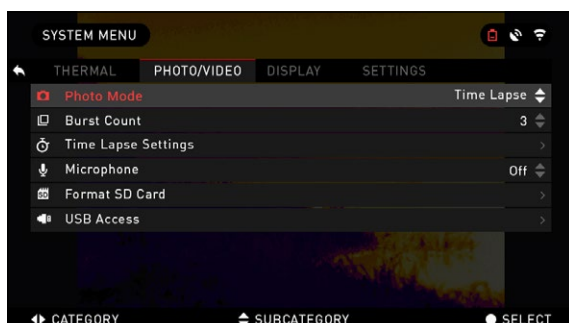 SYSTEM MENU
THERMAL PHOTO/VIDEO DISPLAY SETTINGS
Photo Mode Time Lapse
Burst Count 3
Time Lapse Settings
Microphone Off
SD Format SD Card
USB Access
CATEGORY SUBCATEGORY SELECT